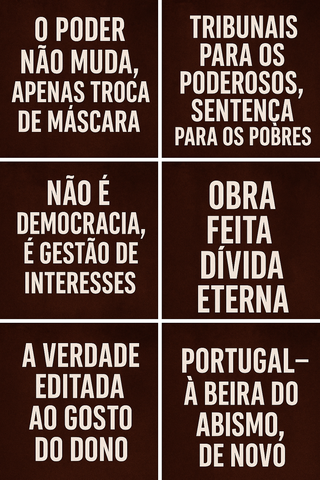 O PODER
NÃO MUDA,
APENAS TROCA
DE MÁSCARA
TRIBUNAIS
PARA OS
PODEROSOS,
SENTENÇA
PARA OS POBRES
NÃO É
DEMOCRACIA,
É GESTÃO DE
INTERESSES
OBRA
FEITA
DÍVIDA
ETERNA
A VERDADE
EDITADA
AO GOSTO
DO DONO
PORTUGAL–
À BEIRA DO
ABISMO,
DE NOVO